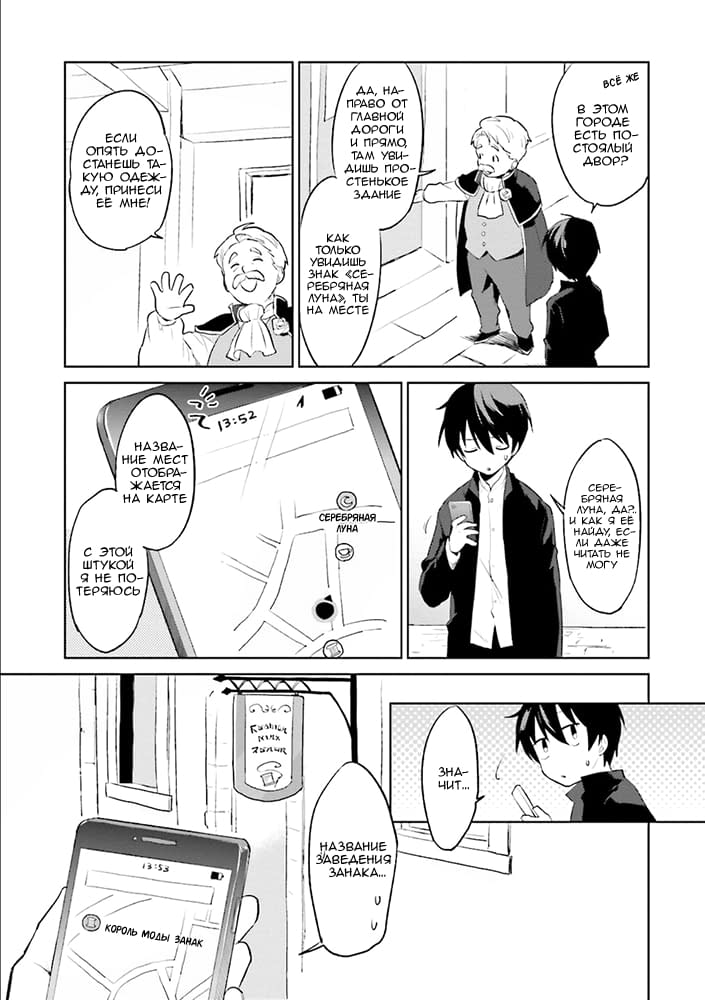 ВСЁ ЖЕ
В ЭТОМ
ГОРОДЕ
ЕСТЬ ПО-
СТОЯЛЫЙ
ДВОР?
ДА, НА-
ПРАВО ОТ
ГЛАВНОЙ
ДОРОГИ
И ПРЯМО,
ТАМ УВИ-
ДИШЬ ПРО-
СТЕНЬКОЕ
ЗДАНИЕ
КАК
ТОЛЬКО
УВИДИШЬ
ЗНАК «СЕ-
РЕБРЯНАЯ
ЛУНА», ТЫ
НА МЕСТЕ
ЕСЛИ
ОПЯТЬ ДО-
СТАНЕШЬ ТА-
КУЮ ОДЕЖ-
ДУ, ПРИНЕСИ
ЕЁ МНЕ!
СЕРЕ-
БРЯНАЯ
ЛУНА, ДА?.
И КАК Я ЕЁ
НАЙДУ, ЕС-
ЛИ ДАЖЕ
ЧИТАТЬ НЕ
МОГУ
13:52
СЕРЕБРЯНАЯ
ЛУНА
НАЗВА-
НИЕ МЕСТ
ОТОБРА-
ЖАЕТСЯ
НА КАРТЕ
С ЭТОЙ
ШТУКОЙ
Я НЕ ПО-
ТЕРЯЮСЬ
ЗНА-
ЧИТ...
НАЗВАНИЕ
ЗАВЕДЕНИЯ
ЗАНАКА...
13:53
КОРОЛЬ МОДЫ ЗАНАК